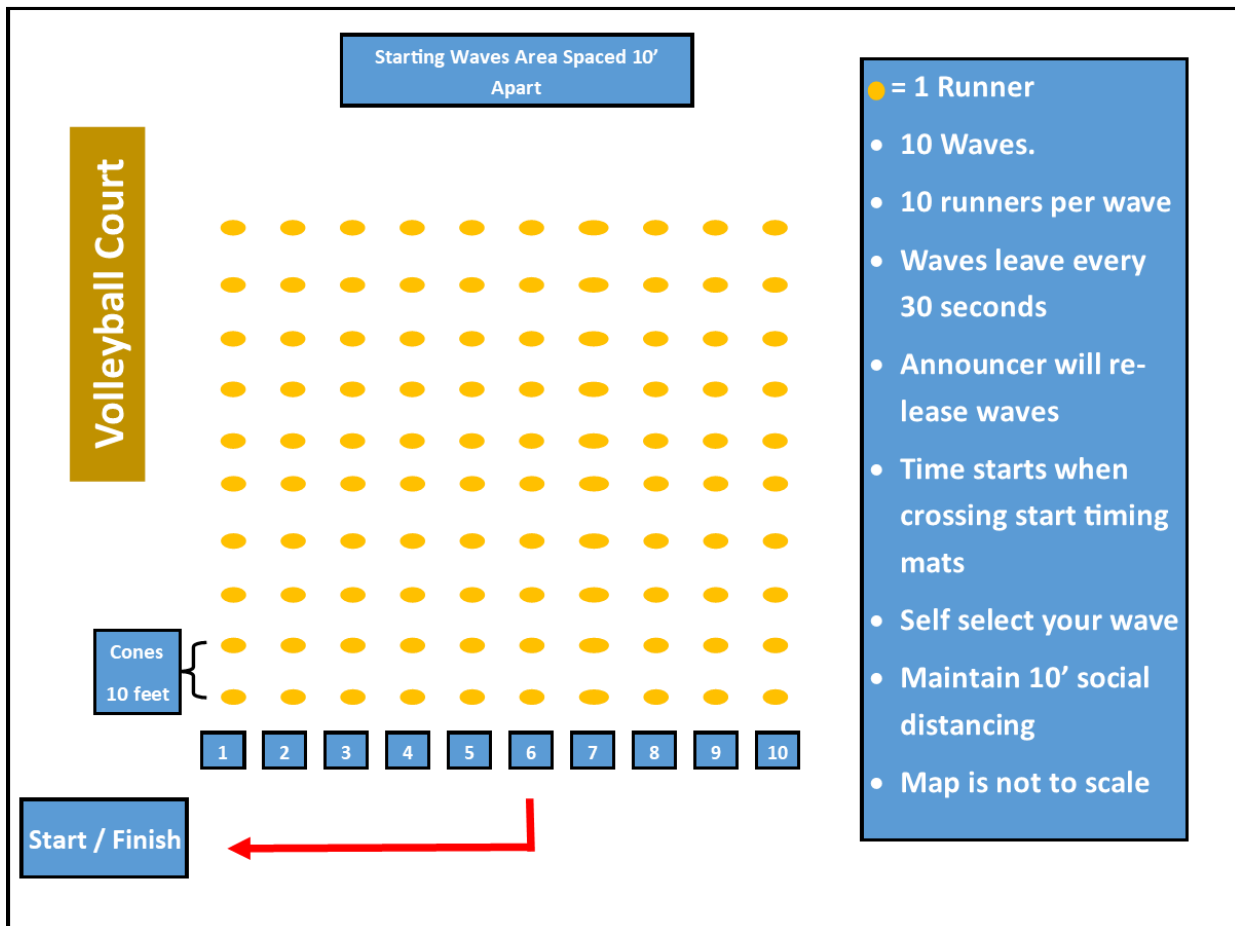 Starting Waves Area Spaced 10’
Apart
= 1 Runner
• 10 Waves.
• 10 runners per wave
• Waves leave every
30 seconds
• Announcer will re-
lease waves
• Time starts when
crossing start timing
mats
• Self select your wave
• Maintain 10’ social
distancing
• Map is not to scale
Volleyball Court
Cones
10 feet
1 2 3 4 5 6 7 8 9 10
Start / Finish